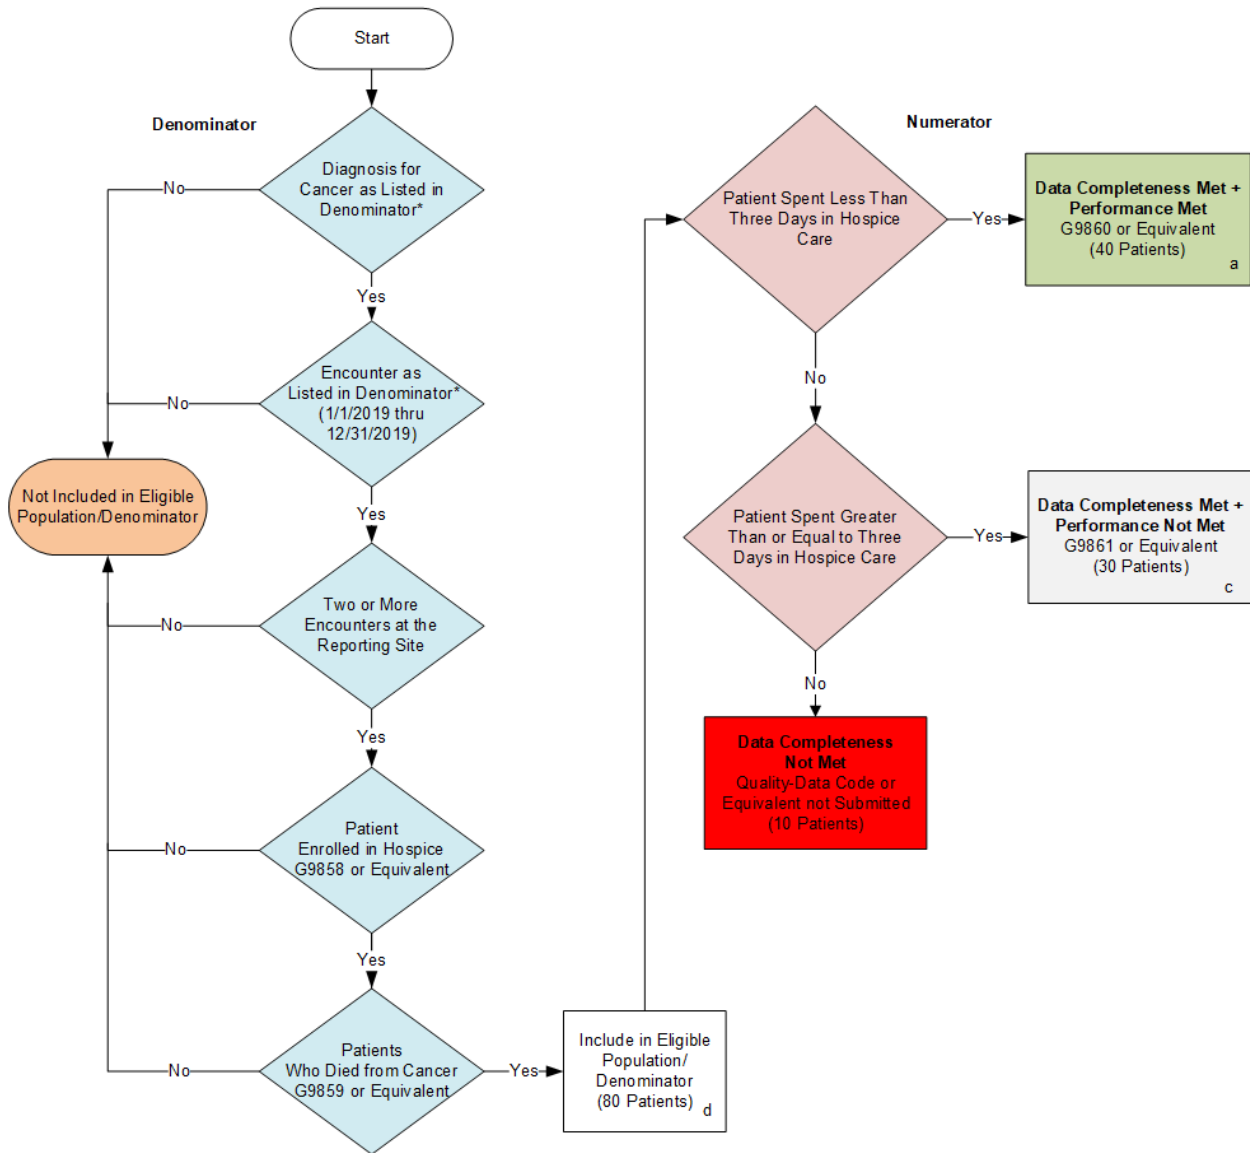 Start
Denominator
Diagnosis for
Cancer as Listed in
Denominator*
No
Yes
Encounter as
Listed in Denominator*
(1/1/2019 thru
12/31/2019)
No
Not Included in Eligible
Population/Denominator
Yes
Two or More
Encounters at the
Reporting Site
No
Yes
Patient
Enrolled in Hospice
G9858 or Equivalent
No
Yes
Patients
Who Died from Cancer
G9859 or Equivalent
No
Yes
Include in Eligible
Population/
Denominator
(80 Patients)
d
Numerator
Patient Spent Less Than
Three Days in Hospice
Care
Yes
Data Completeness Met +
Performance Met
G9860 or Equivalent
(40 Patients)
a
No
Patient Spent Greater
Than or Equal to Three
Days in Hospice Care
Yes
Data Completeness Met +
Performance Not Met
G9861 or Equivalent
(30 Patients)
c
No
Data Completeness
Not Met
Quality-Data Code or
Equivalent not Submitted
(10 Patients)